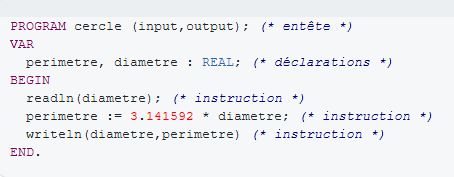 PROGRAM cercle (input,output); (* entête *)
VAR
  perimetre, diametre : REAL; (* déclarations *)
BEGIN
  readln(diametre); (* instruction *)
  perimetre := 3.141592 * diametre; (* instruction *)
  writeln(diametre,perimetre) (* instruction *)
END.